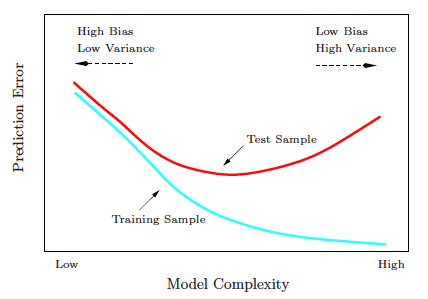 High Bias
Low Variance
Low Bias
High Variance
Prediction Error
Test Sample
Training Sample
Low
High
Model Complexity